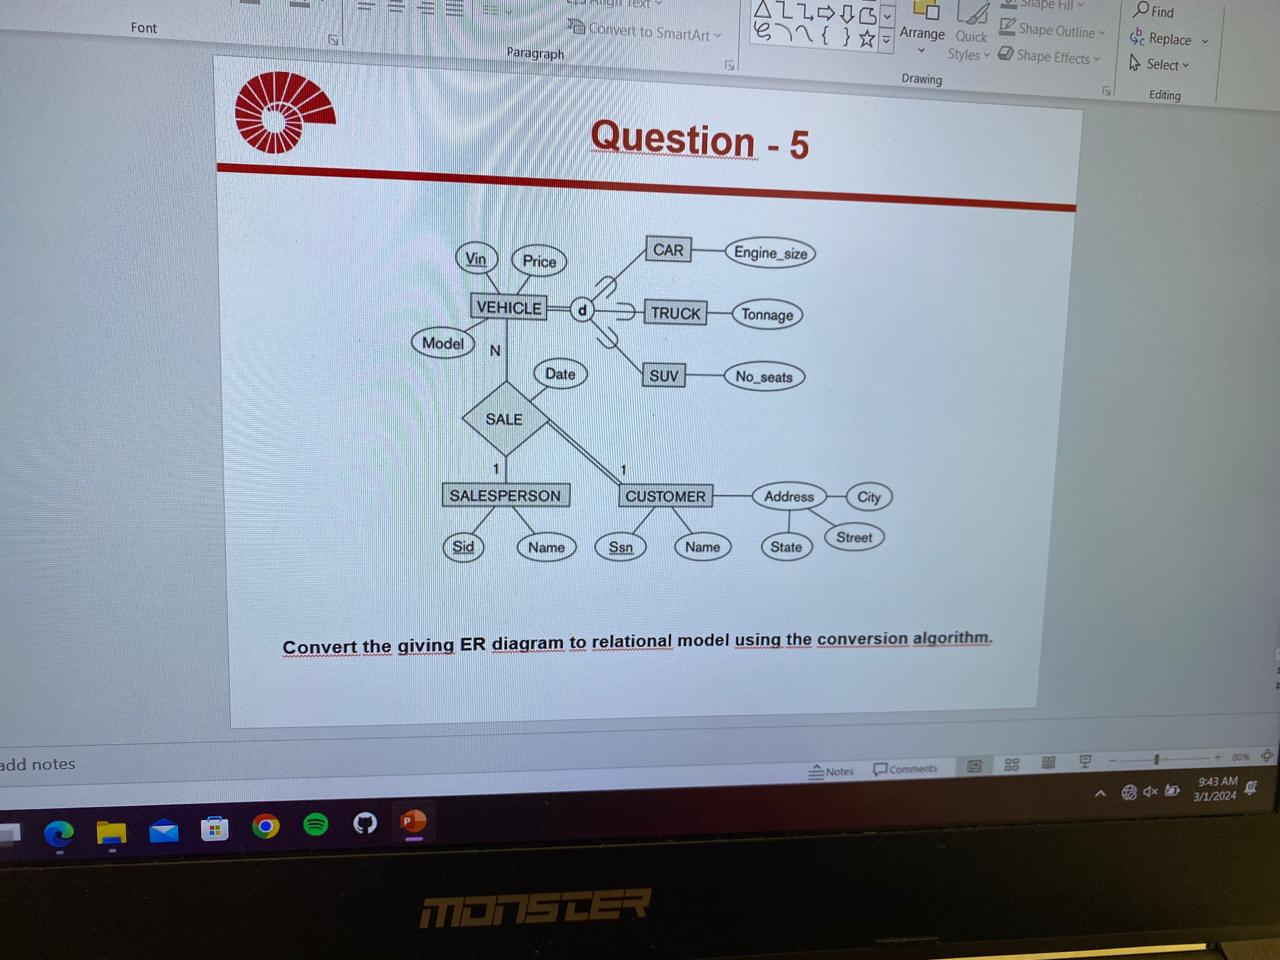 Align Text
Shape Fill
Find
Convert to SmartArt
Arrange
Quick
Styles
Shape Outline
Replace
Font
Paragraph
Shape Effects
Select
Drawing
Editing
Question - 5
CAR
Engine_size
Vin
Price
VEHICLE
d
TRUCK
Tonnage
Model
N
Date
SUV
No_seats
SALE
1
1
SALESPERSON
CUSTOMER
Address
City
Sid
Name
Ssn
Name
State
Street
Convert the giving ER diagram to relational model using the conversion algorithm.
add notes
Notes
Comments
80%
9:43 AM
3/1/2024
P
MONSTER